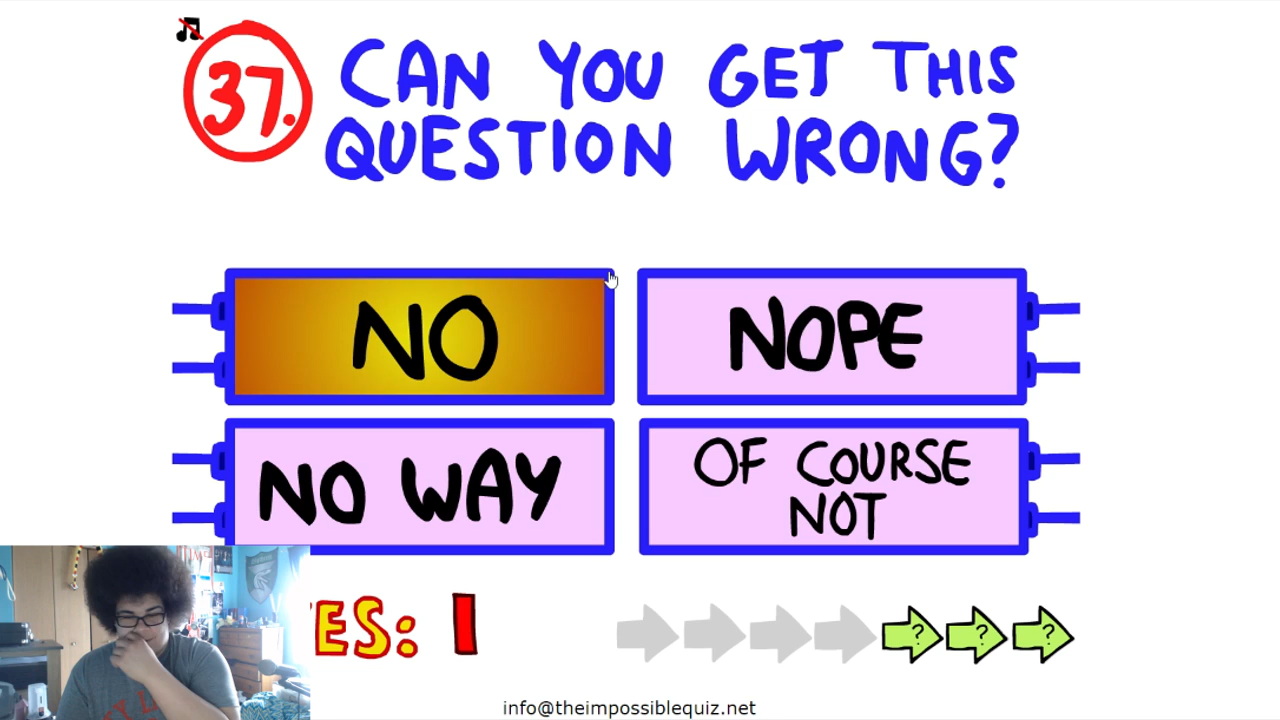 37. CAN YOU GET THIS
QUESTION WRONG?
NO
NOPE
NO WAY
OF COURSE
NOT
ES: 1
? ? ?
info@theimpossiblequiz.net